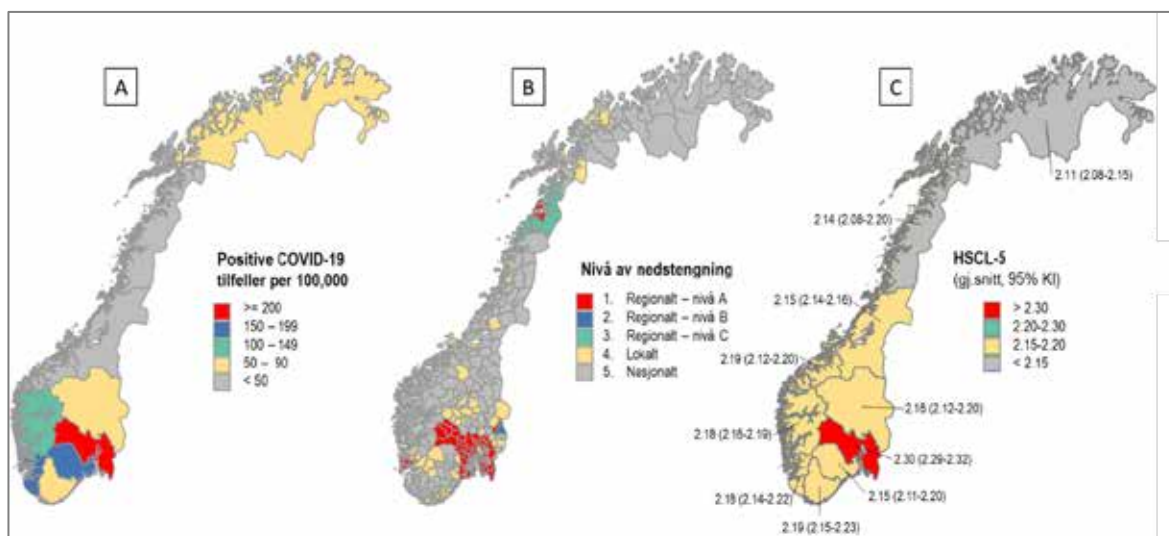 A
B
C
Positive COVID-19
tilfeller per 100,000
>= 200
150 – 199
100 – 149
50 – 90
< 50
Nivå av nedstengning
1. Regionalt – nivå A
2. Regionalt – nivå B
3. Regionalt – nivå C
4. Lokalt
5. Nasjonalt
HSCL-5
(gj.snitt, 95% KI)
> 2.30
2.20-2.30
2.15-2.20
< 2.15
2.11 (2.08-2.15)
2.14 (2.08-2.20)
2.15 (2.14-2.16)
2.19 (2.12-2.20)
2.16 (2.12-2.20)
2.18 (2.16-2.19)
2.30 (2.29-2.32)
2.18 (2.14-2.22)
2.15 (2.11-2.20)
2.19 (2.15-2.23)